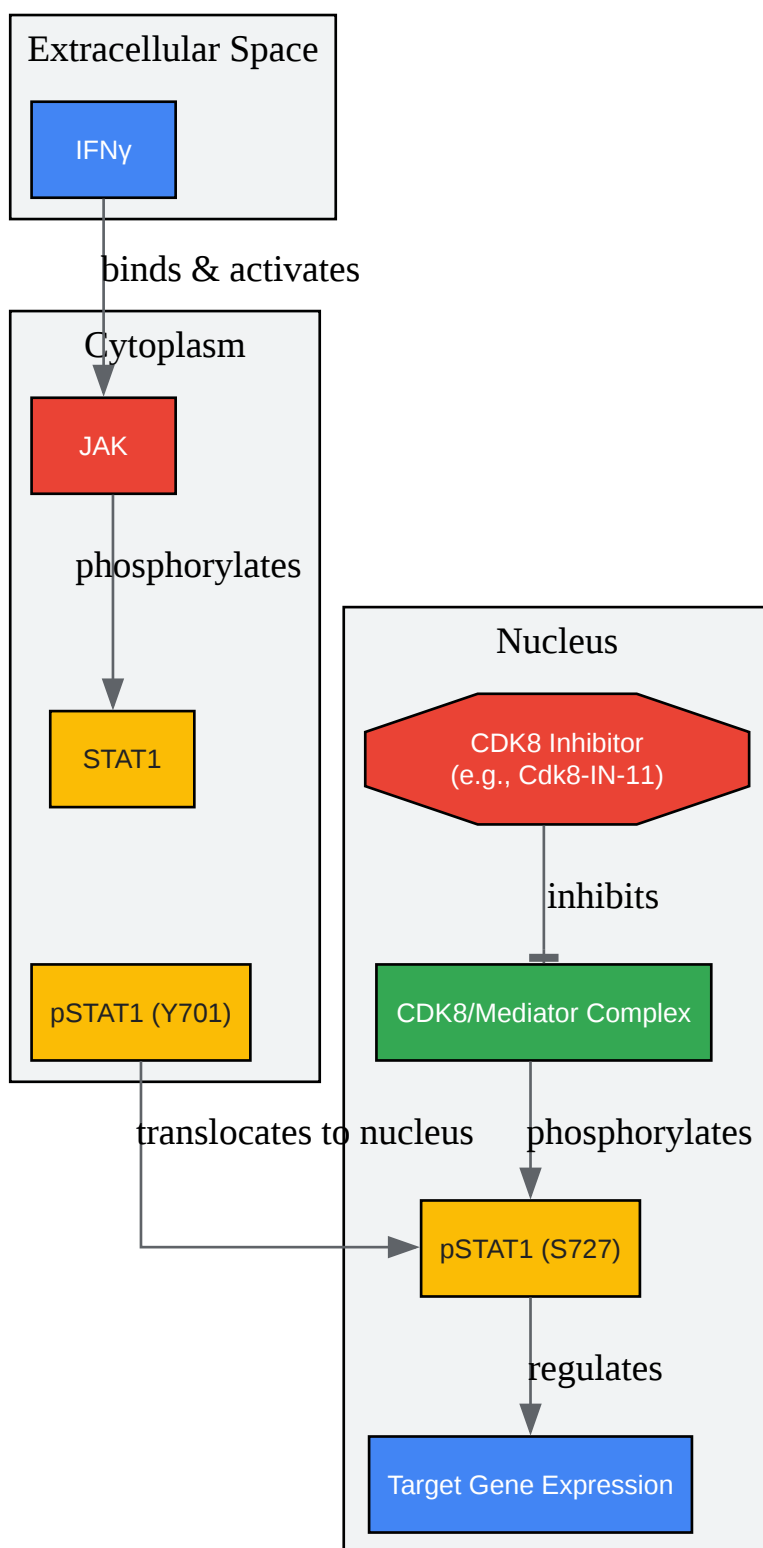 Extracellular Space
IFNγ
binds & activates
Cytoplasm
JAK
phosphorylates
STAT1
pSTAT1 (Y701)
translocates to nucleus
Nucleus
CDK8 Inhibitor
(e.g., Cdk8-IN-11)
inhibits
CDK8/Mediator Complex
phosphorylates
pSTAT1 (S727)
regulates
Target Gene Expression